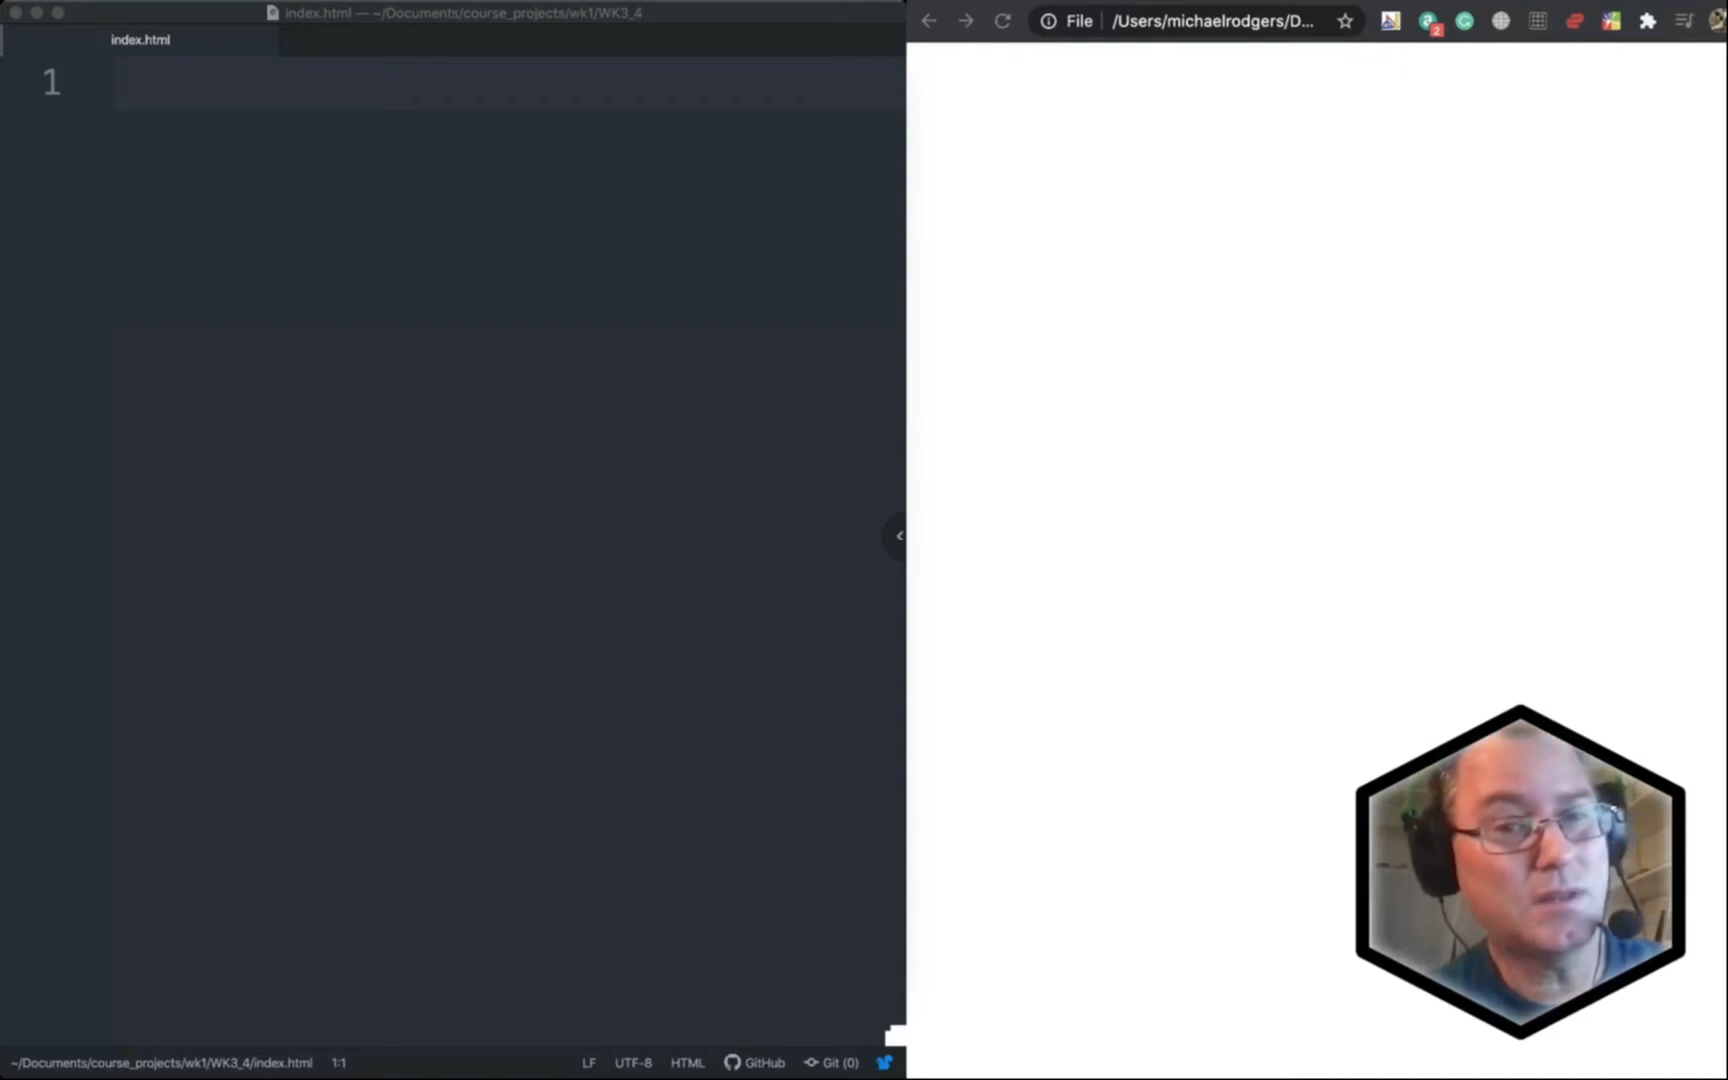 index.html — ~/Documents/course_projects/wk1/WK3_4
File /Users/michaelrodgers/D...
2
index.html
1
~/Documents/course_projects/wk1/WK3_4/index.html 1:1 LF UTF-8 HTML GitHub Git (0)